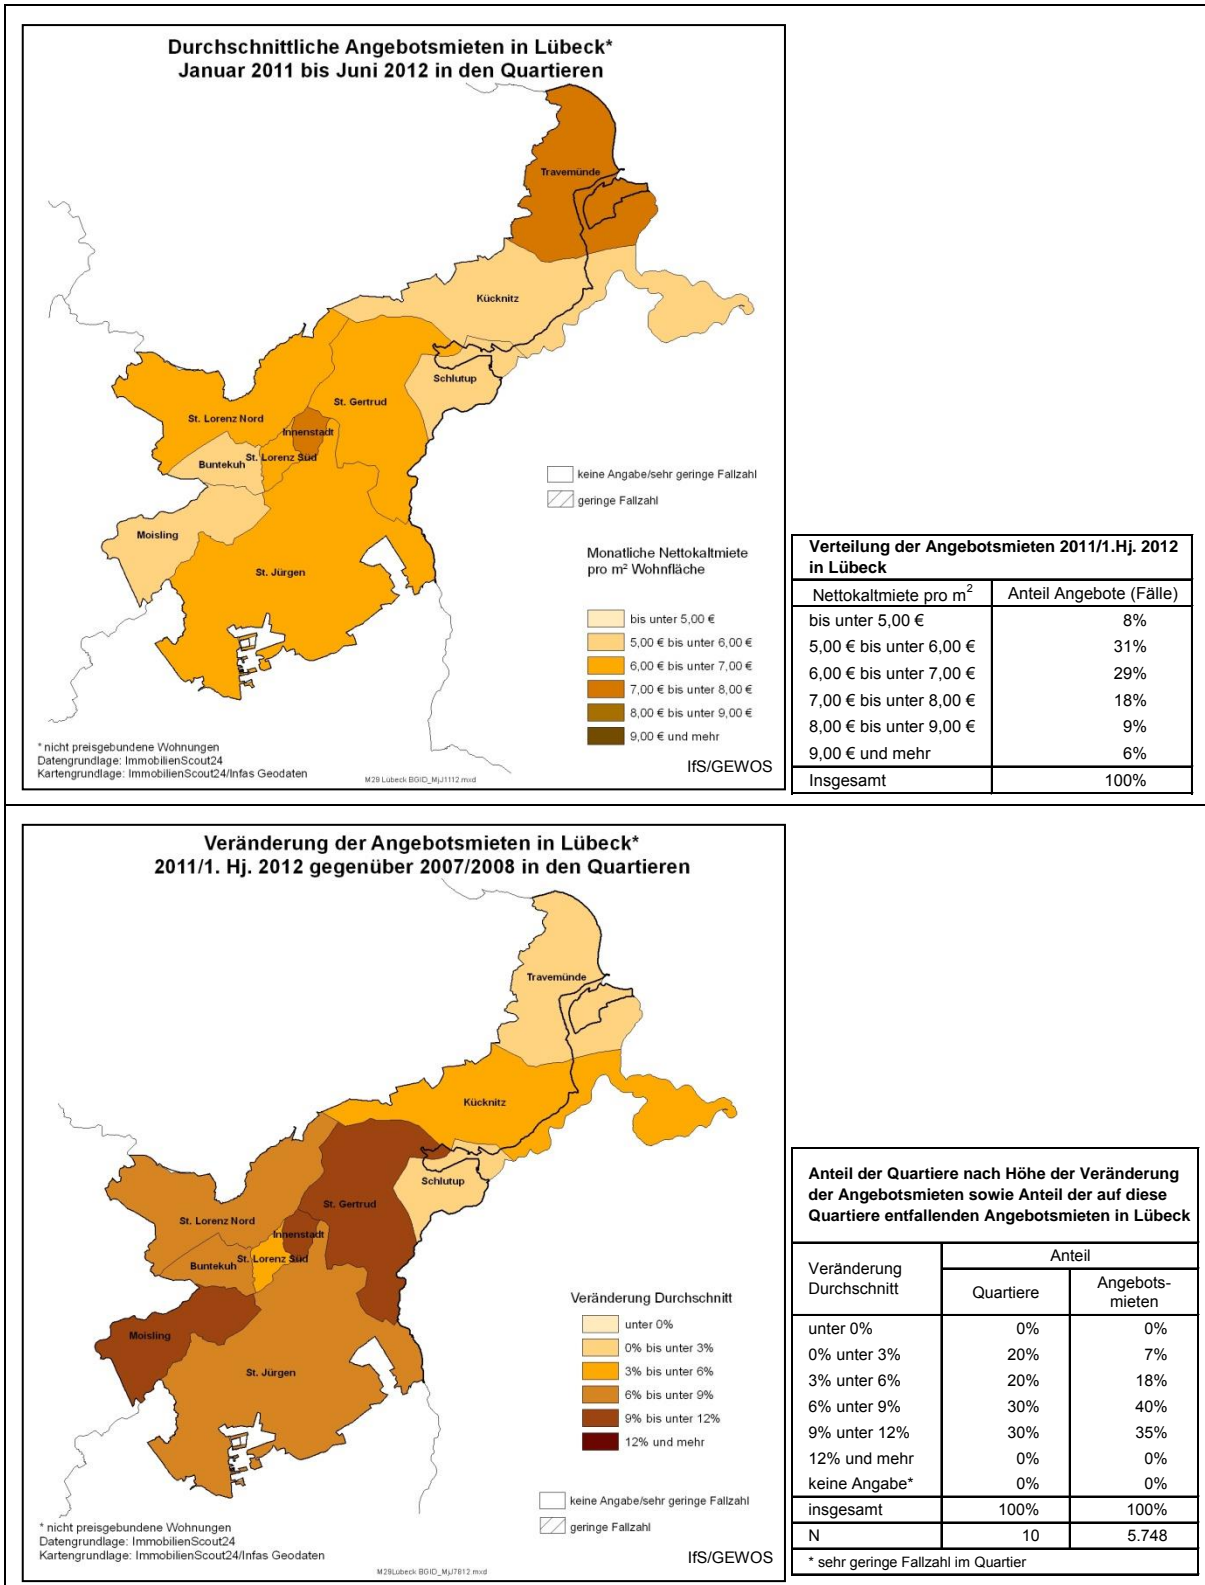 Durchschnittliche Angebotsmieten in Lübeck*
Januar 2011 bis Juni 2012 in den Quartieren
Travemünde
Kücknitz
Schlutup
St. Gertrud
St. Lorenz Nord
Innenstadt
St. Lorenz Süd
Buntekuh
Moisling
St. Jürgen
keine Angabe/sehr geringe Fallzahl
geringe Fallzahl
Monatliche Nettokaltmiete
pro m² Wohnfläche
bis unter 5,00 €
5,00 € bis unter 6,00 €
6,00 € bis unter 7,00 €
7,00 € bis unter 8,00 €
8,00 € bis unter 9,00 €
9,00 € und mehr
* nicht preisgebundene Wohnungen
Datengrundlage: ImmobilienScout24
Kartengrundlage: ImmobilienScout24/Infas Geodaten
M29 Lübeck BGID_MjJ1112.mxd
IfS/GEWOS
Verteilung der Angebotsmieten 2011/1.Hj. 2012
in Lübeck
Nettokaltmiete pro m² Anteil Angebote (Fälle)
bis unter 5,00 € 8%
5,00 € bis unter 6,00 € 31%
6,00 € bis unter 7,00 € 29%
7,00 € bis unter 8,00 € 18%
8,00 € bis unter 9,00 € 9%
9,00 € und mehr 6%
Insgesamt 100%
Veränderung der Angebotsmieten in Lübeck*
2011/1. Hj. 2012 gegenüber 2007/2008 in den Quartieren
Travemünde
Kücknitz
Schlutup
St. Gertrud
St. Lorenz Nord
Innenstadt
St. Lorenz Süd
Buntekuh
Moisling
St. Jürgen
Veränderung Durchschnitt
unter 0%
0% bis unter 3%
3% bis unter 6%
6% bis unter 9%
9% bis unter 12%
12% und mehr
keine Angabe/sehr geringe Fallzahl
geringe Fallzahl
* nicht preisgebundene Wohnungen
Datengrundlage: ImmobilienScout24
Kartengrundlage: ImmobilienScout24/Infas Geodaten
M29Lübeck BGID_MjJ7812.mxd
IfS/GEWOS
Anteil der Quartiere nach Höhe der Veränderung
der Angebotsmieten sowie Anteil der auf diese
Quartiere entfallenden Angebotsmieten in Lübeck
Veränderung
Durchschnitt
Anteil
Quartiere
Angebots-
mieten
unter 0% 0% 0%
0% unter 3% 20% 7%
3% unter 6% 20% 18%
6% unter 9% 30% 40%
9% unter 12% 30% 35%
12% und mehr 0% 0%
keine Angabe* 0% 0%
insgesamt 100% 100%
N 10 5.748
* sehr geringe Fallzahl im Quartier